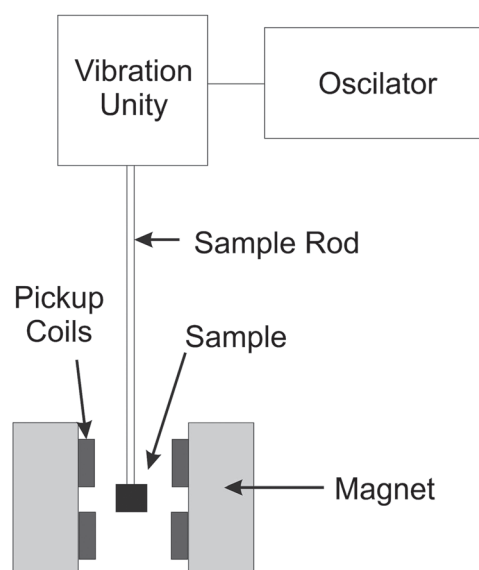 Vibration
Unity
Oscilator
Sample Rod
Pickup
Coils
Sample
Magnet